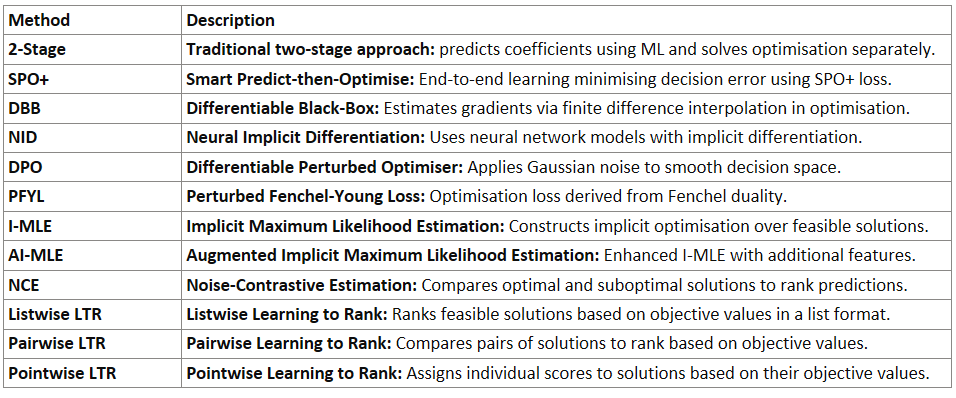 Method Description
2-Stage Traditional two-stage approach: predicts coefficients using ML and solves optimisation separately.
SPO+ Smart Predict-then-Optimise: End-to-end learning minimising decision error using SPO+ loss.
DBB Differentiable Black-Box: Estimates gradients via finite difference interpolation in optimisation.
NID Neural Implicit Differentiation: Uses neural network models with implicit differentiation.
DPO Differentiable Perturbed Optimiser: Applies Gaussian noise to smooth decision space.
PFYL Perturbed Fenchel-Young Loss: Optimisation loss derived from Fenchel duality.
I-MLE Implicit Maximum Likelihood Estimation: Constructs implicit optimisation over feasible solutions.
AI-MLE Augmented Implicit Maximum Likelihood Estimation: Enhanced I-MLE with additional features.
NCE Noise-Contrastive Estimation: Compares optimal and suboptimal solutions to rank predictions.
Listwise LTR Listwise Learning to Rank: Ranks feasible solutions based on objective values in a list format.
Pairwise LTR Pairwise Learning to Rank: Compares pairs of solutions to rank based on objective values.
Pointwise LTR Pointwise Learning to Rank: Assigns individual scores to solutions based on their objective values.